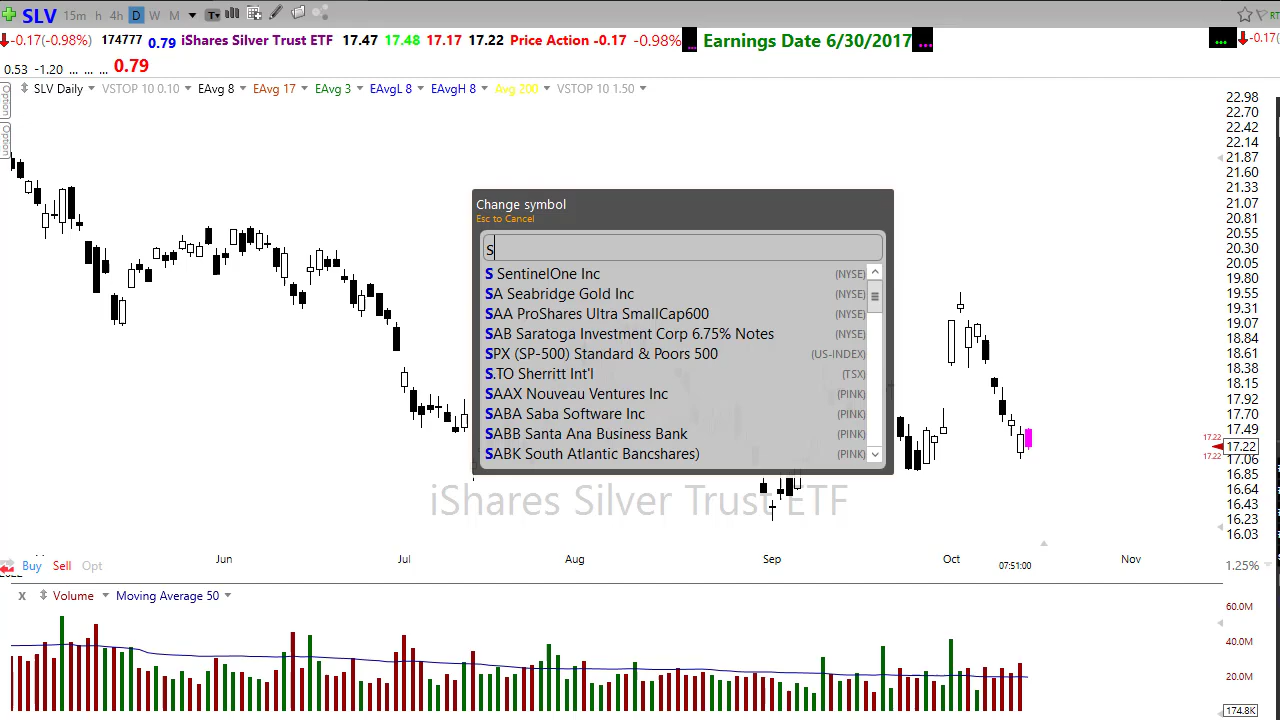 SLV 15m h 4h D W M T
RT
-0.17(-0.98%) 174777 0.79 iShares Silver Trust ETF 17.47 17.48 17.17 17.22 Price Action -0.17 -0.98% ... Earnings Date 6/30/2017 ... ... -0.17(
0.53 -1.20 ... ... ... 0.79
Option
Option
SLV Daily VSTOP 10 0.10 EAvg 8 EAvg 17 EAvg 3 EAvgL 8 EAvgH 8 Avg 200 VSTOP 10 1.50
22.98
22.70
22.42
22.14
21.87
21.60
21.33
21.07
20.81
20.55
20.30
20.05
19.80
19.55
19.31
19.07
18.84
18.61
18.38
18.15
17.92
17.70
17.49
17.22
17.22
17.22
17.06
16.85
16.64
16.43
16.23
16.03
Change symbol
Esc to Cancel
S
S SentinelOne Inc (NYSE)
SA Seabridge Gold Inc (NYSE)
SAA ProShares Ultra SmallCap600 (NYSE)
SAB Saratoga Investment Corp 6.75% Notes (NYSE)
SPX (SP-500) Standard & Poors 500 (US-INDEX)
S.TO Sherritt Int'l (TSX)
SAAX Nouveau Ventures Inc (PINK)
SABA Saba Software Inc (PINK)
SABB Santa Ana Business Bank (PINK)
SABK South Atlantic Bancshares) (PINK)
iShares Silver Trust ETF
Jun Jul Aug Sep Oct Nov
07:51:00
Buy Sell Opt 1.25%
X Volume Moving Average 50
60.0M
40.0M
20.0M
174.8K